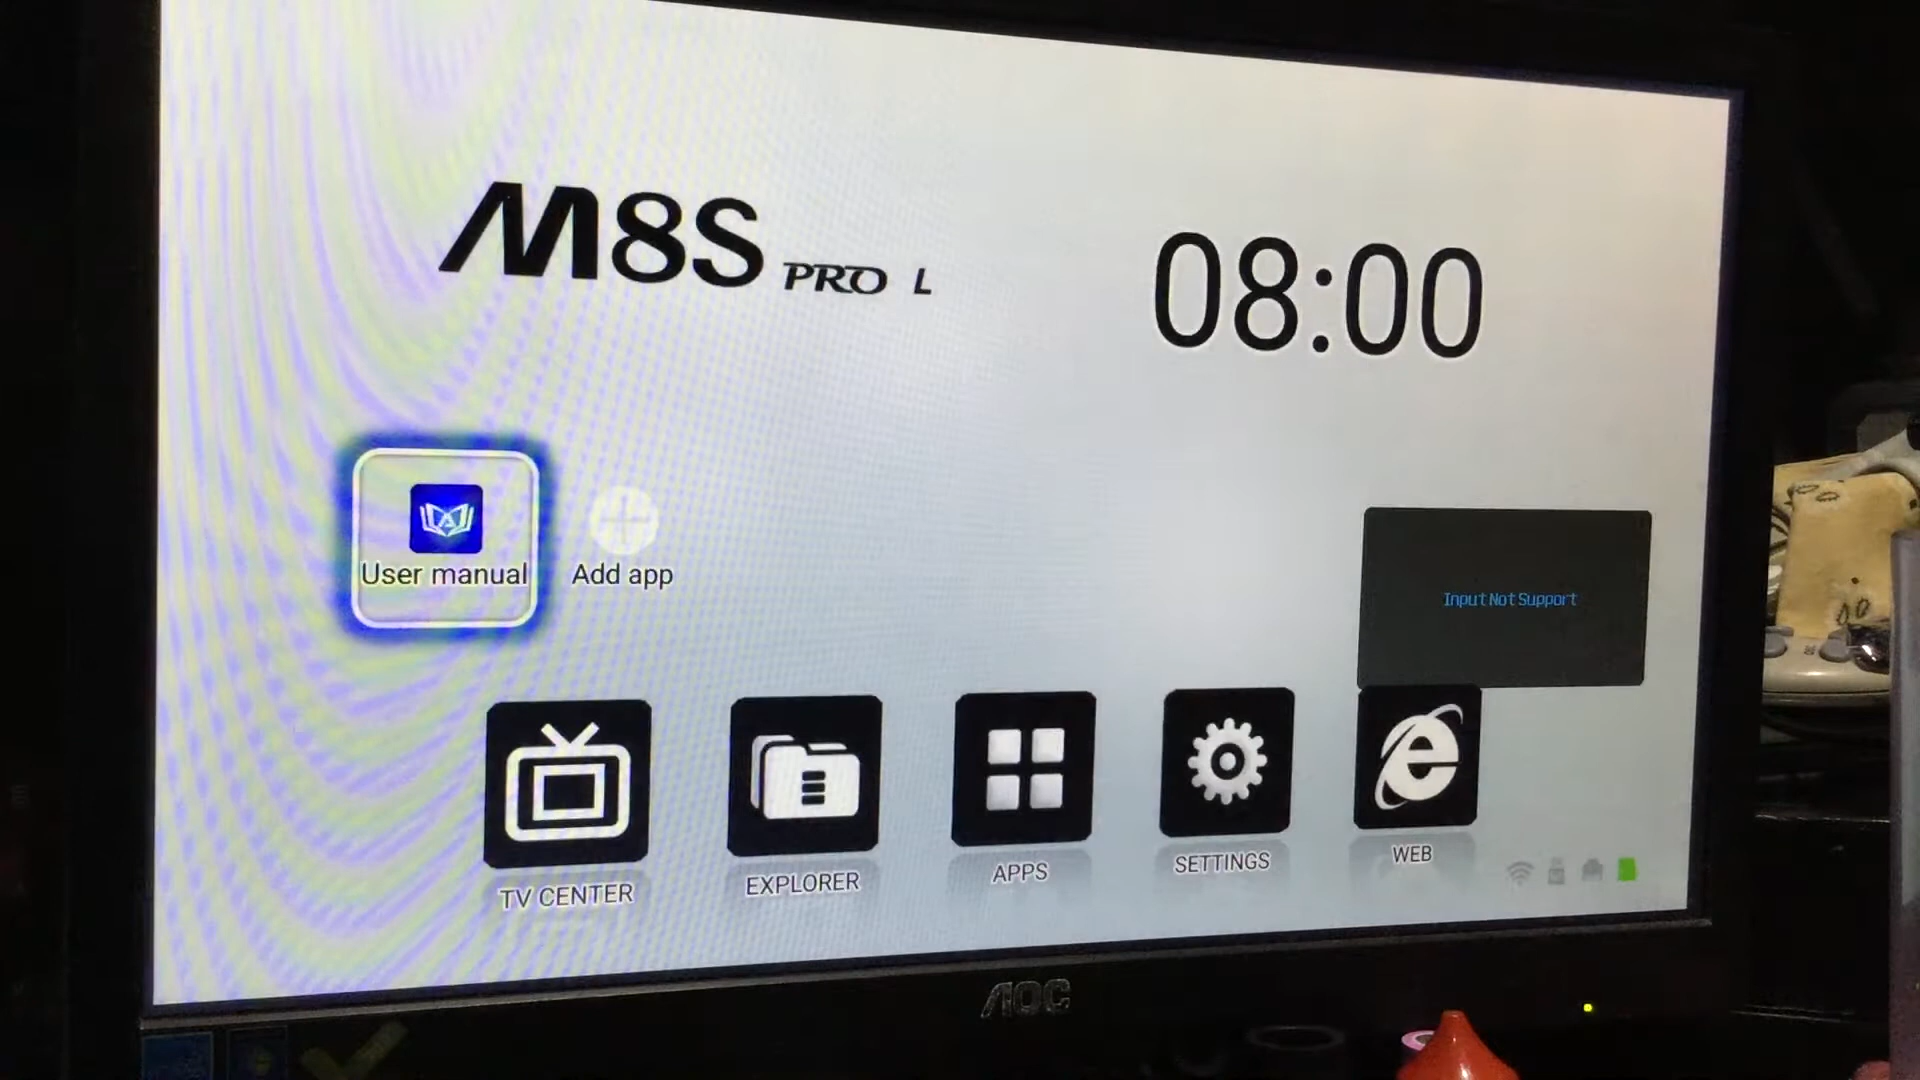 M8S PRO L
08:00
User manual
Add app
Input Not Support
TV CENTER
EXPLORER
APPS
SETTINGS
WEB
AOC